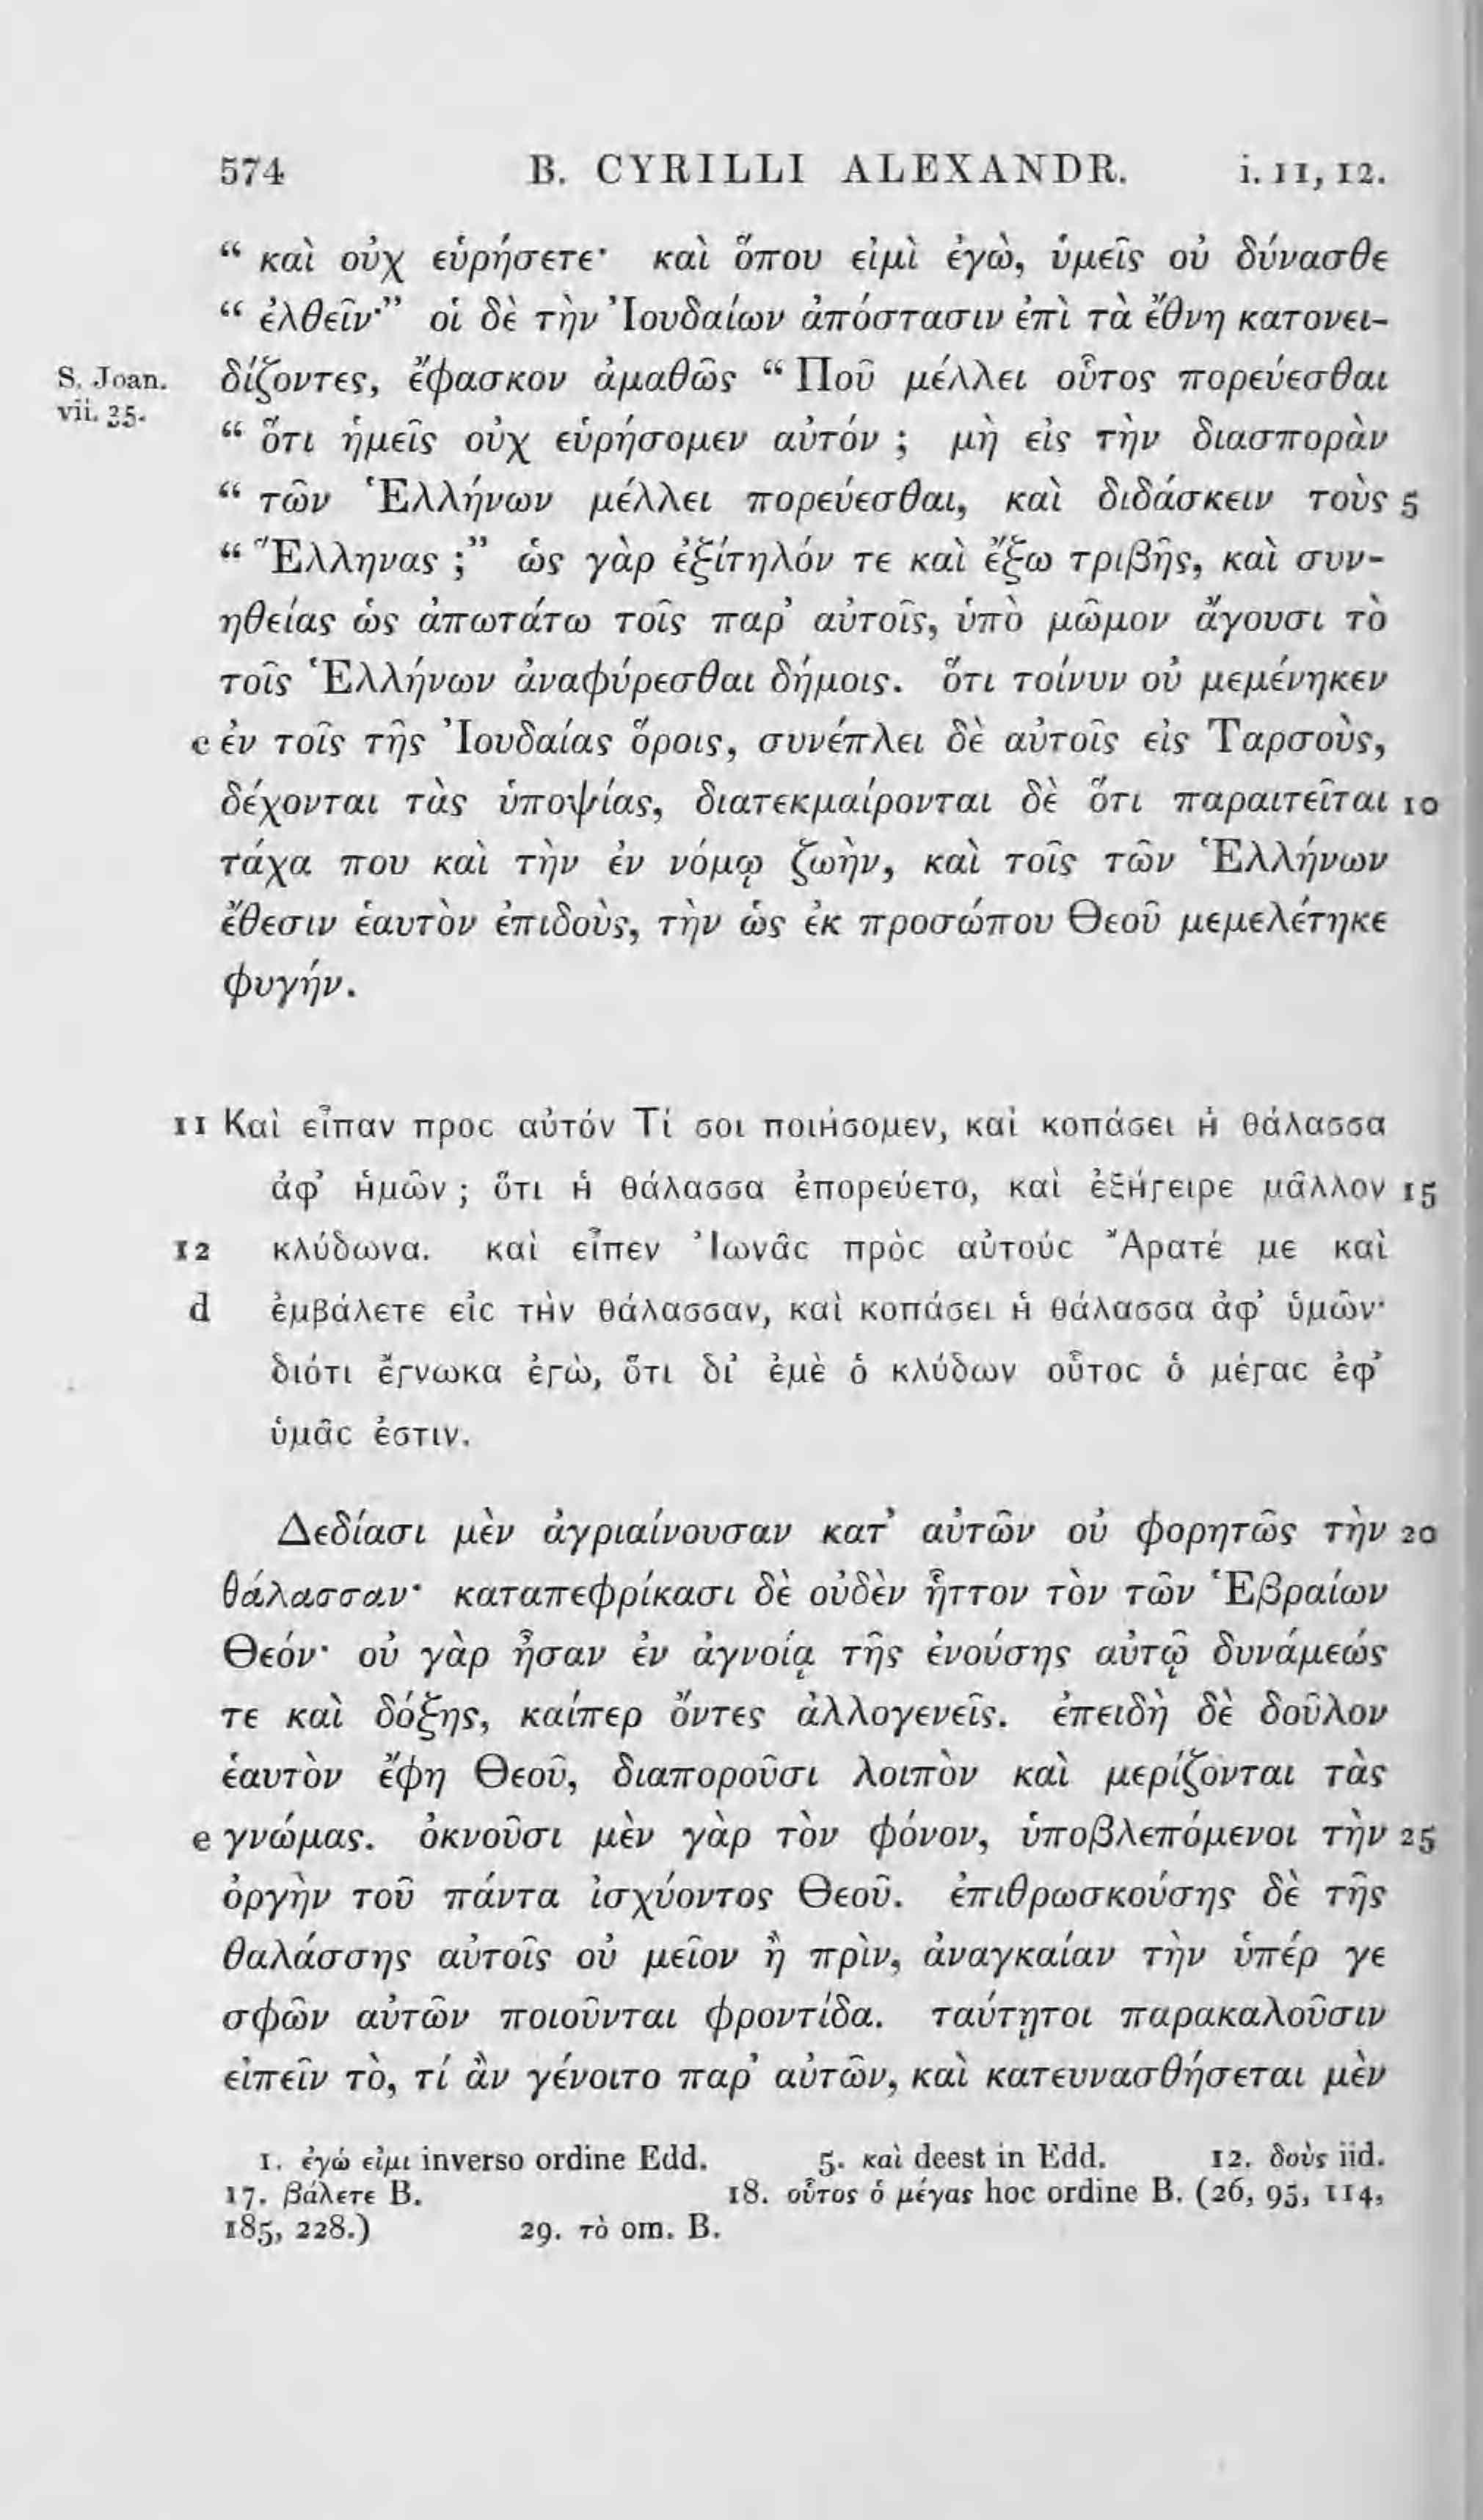 574 B. CYRILLI ALEXANDR. i. 11, 12.
“ καὶ οὐχ εὑρήσετε· καὶ ὅπου εἰμὶ ἐγὼ, ὑμεῖς οὐ δύνασθε
“ ἐλθεῖν·” οἱ δὲ τὴν Ἰουδαίων ἀπόστασιν ἐπὶ τὰ ἔθνη κατονει-
S. Joan. vii. 35. δίζοντες, ἔφασκον ἀμαθῶς “ Ποῦ μέλλει οὗτος πορεύεσθαι
“ ὅτι ἡμεῖς οὐχ εὑρήσομεν αὐτόν ; μὴ εἰς τὴν διασπορὰν
“ τῶν Ἑλλήνων μέλλει πορεύεσθαι, καὶ διδάσκειν τοὺς 5
“ Ἕλληνας ;” ὡς γὰρ ἐξίτηλόν τε καὶ ἔξω τριβῆς, καὶ συν-
ηθείας ὡς ἀπωτάτω τοῖς παρ’ αὐτοῖς, ὑπὸ μῶμον ἄγουσι τὸ
τοῖς Ἑλλήνων ἀναφύρεσθαι δήμοις. ὅτι τοίνυν οὐ μεμένηκεν
c ἐν τοῖς τῆς Ἰουδαίας ὅροις, συνέπλει δὲ αὐτοῖς εἰς Ταρσοὺς,
δέχονται τὰς ὑποψίας, διατεκμαίρονται δὲ ὅτι παραιτεῖται 10
τάχα που καὶ τὴν ἐν νόμῳ ζωὴν, καὶ τοῖς τῶν Ἑλλήνων
ἔθεσιν ἑαυτὸν ἐπιδοὺς, τὴν ὡς ἐκ προσώπου Θεοῦ μεμελέτηκε
φυγήν.
11 Καὶ εἶπαν προς αὐτόν Τί σοι ποιήσομεν, καὶ κοπάσει ἡ θάλασσα
ἀφ’ ἡμῶν ; ὅτι ἡ θάλασσα ἐπορεύετο, καὶ ἐξήγειρε μᾶλλον 15
12 κλύδωνα. καὶ εἶπεν Ἰωνᾶς πρὸς αὐτούς Ἄρατέ με καὶ
d ἐμβάλετε εἰς τὴν θάλασσαν, καὶ κοπάσει ἡ θάλασσα ἀφ’ ὑμῶν·
διότι ἔγνωκα ἐγὼ, ὅτι δι’ ἐμὲ ὁ κλύδων οὗτος ὁ μέγας ἐφ’
ὑμᾶς ἐστιν.
Δεδίασι μὲν ἀγριαίνουσαν κατ’ αὐτῶν οὐ φορητῶς τὴν 20
θάλασσαν· καταπεφρίκασι δὲ οὐδὲν ἧττον τὸν τῶν Ἑβραίων
Θεόν· οὐ γὰρ ἦσαν ἐν ἀγνοίᾳ τῆς ἐνούσης αὐτῷ δυνάμεώς
τε καὶ δόξης, καίπερ ὄντες ἀλλογενεῖς. ἐπειδὴ δὲ δοῦλον
ἑαυτὸν ἔφη Θεοῦ, διαποροῦσι λοιπὸν καὶ μερίζονται τὰς
e γνώμας. ὀκνοῦσι μὲν γὰρ τὸν φόνον, ὑποβλεπόμενοι τὴν 25
ὀργὴν τοῦ πάντα ἰσχύοντος Θεοῦ. ἐπιθρωσκούσης δὲ τῆς
θαλάσσης αὐτοῖς οὐ μεῖον ἢ πρὶν, ἀναγκαίαν τὴν ὑπέρ γε
σφῶν αὐτῶν ποιοῦνται φροντίδα. ταύτῃτοι παρακαλοῦσιν
εἰπεῖν τὸ, τί ἂν γένοιτο παρ’ αὐτῶν, καὶ κατευνασθήσεται μὲν
1. ἐγώ εἰμι inverso ordine Edd. 5. καὶ deest in Edd. 12. δοὺς iid.
17. βάλετε B. 18. οὗτος ὁ μέγας hoc ordine B. (26, 95, 114,
185, 228.) 29. τὸ om. B.